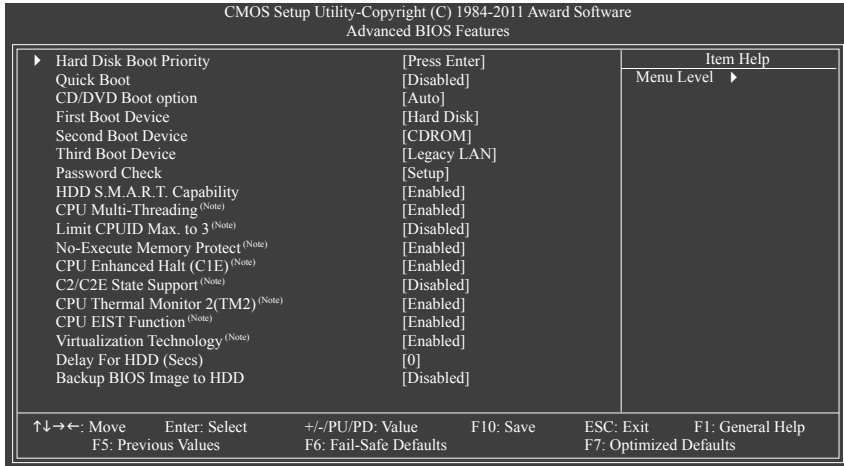 CMOS Setup Utility-Copyright (C) 1984-2011 Award Software
Advanced BIOS Features
Hard Disk Boot Priority [Press Enter]
Quick Boot [Disabled]
CD/DVD Boot option [Auto]
First Boot Device [Hard Disk]
Second Boot Device [CDROM]
Third Boot Device [Legacy LAN]
Password Check [Setup]
HDD S.M.A.R.T. Capability [Enabled]
CPU Multi-Threading (Note) [Enabled]
Limit CPUID Max. to 3 (Note) [Disabled]
No-Execute Memory Protect (Note) [Enabled]
CPU Enhanced Halt (C1E) (Note) [Enabled]
C2/C2E State Support (Note) [Disabled]
CPU Thermal Monitor 2(TM2) (Note) [Enabled]
CPU EIST Function (Note) [Enabled]
Virtualization Technology (Note) [Enabled]
Delay For HDD (Secs) [0]
Backup BIOS Image to HDD [Disabled]
Item Help
Menu Level
↑↓→←: Move Enter: Select +/-/PU/PD: Value F10: Save ESC: Exit F1: General Help
F5: Previous Values F6: Fail-Safe Defaults F7: Optimized Defaults